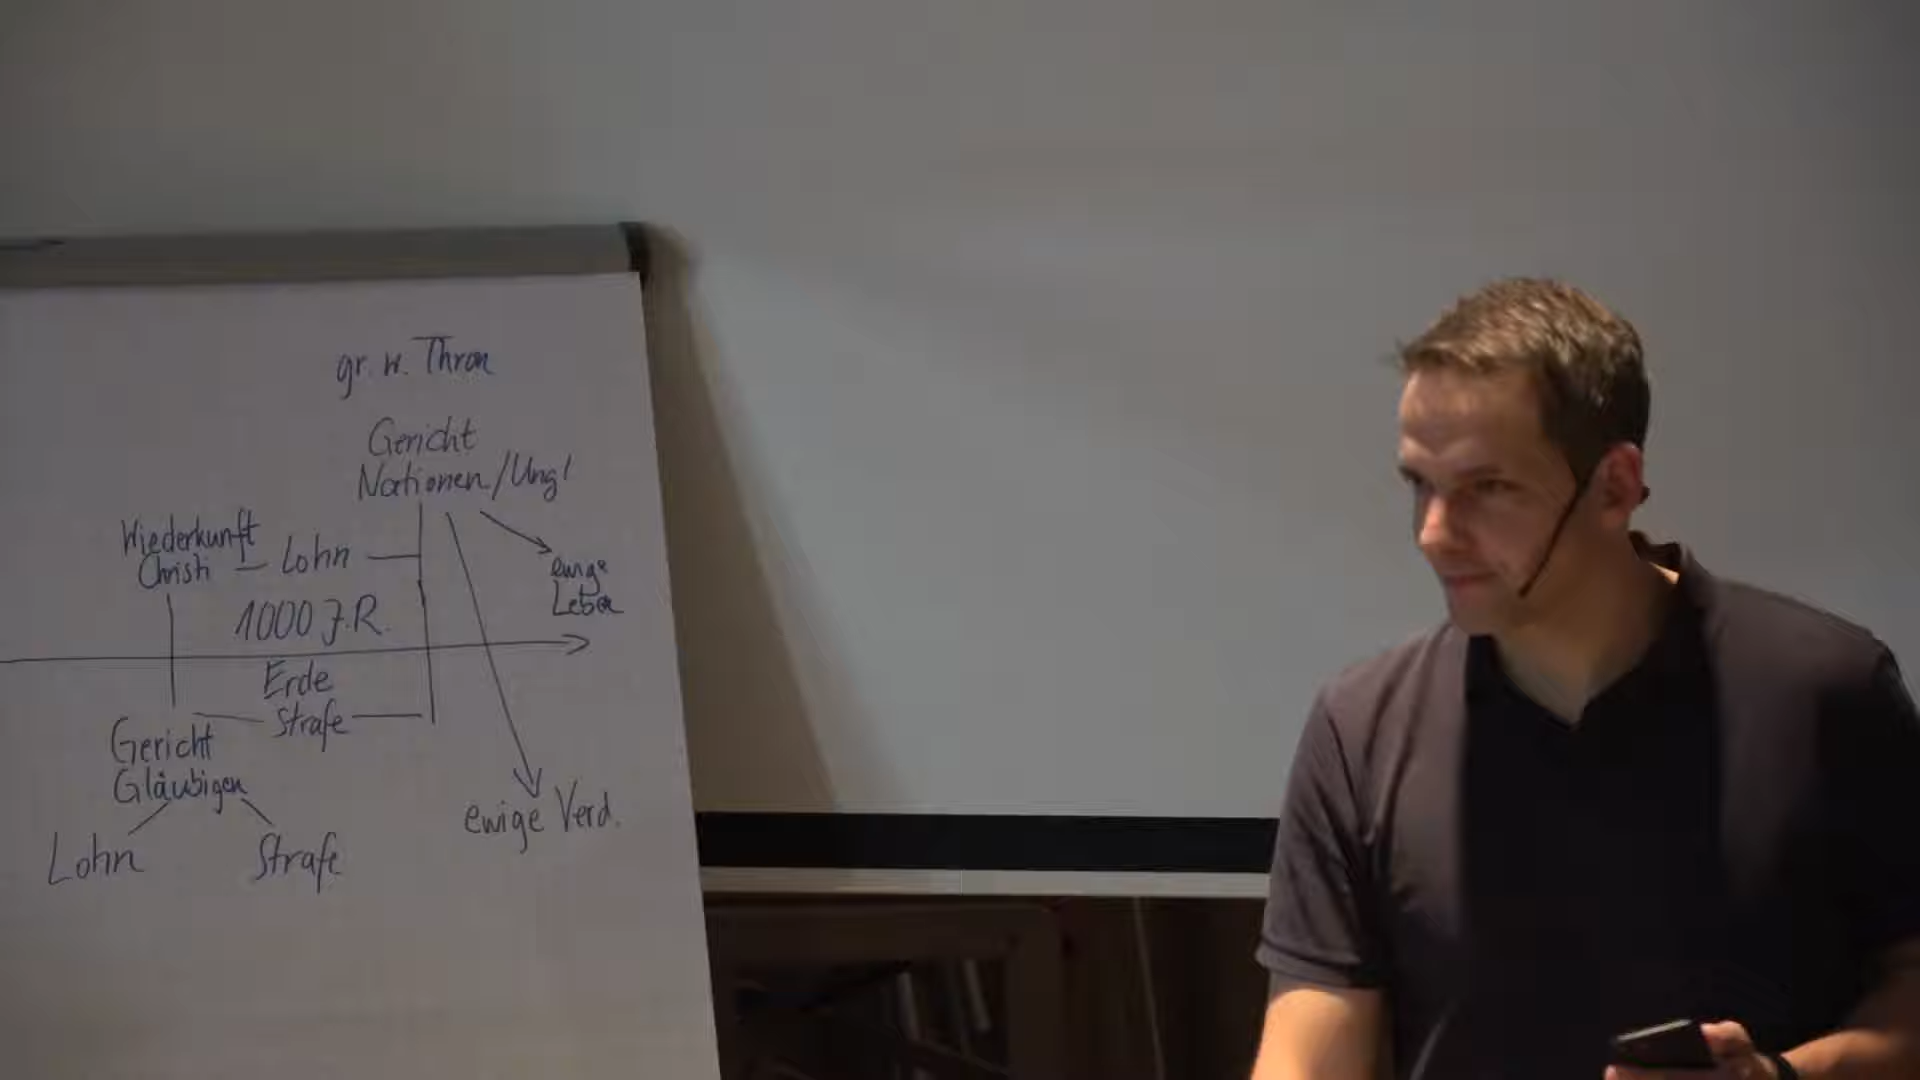 gr. w. Thron
Gericht
Nationen/Ungl
Wiederkunft
Christi – Lohn
ewige
Leben
1000 J.R.
Erde
Strafe
Gericht
Gläubigen
ewige Verd.
Lohn
Strafe